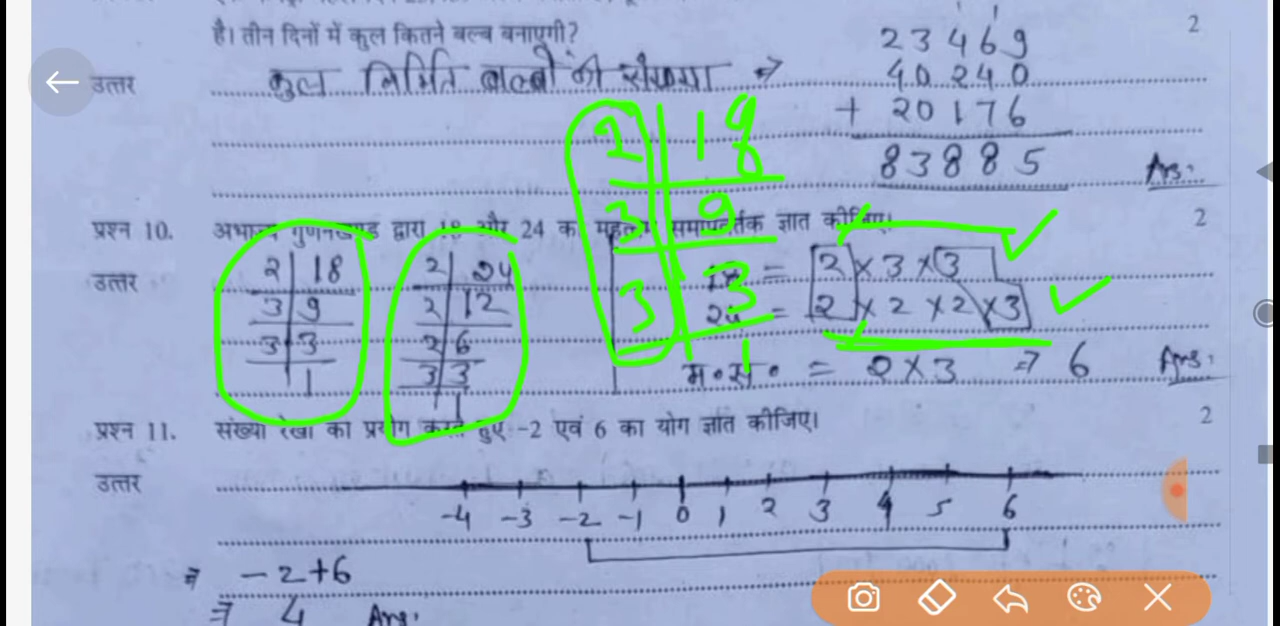 है। तीन दिनों में कुल कितने बल्ब बनाएगी? 2
उत्तर कुल निर्मित बल्बों की संख्या ⇒
1 1
23469
40240
+ 20176
83885 Ans:
प्रश्न 10. अभाज्य गुणनखण्ड द्वारा 18 और 24 का महत्तम समापवर्तक ज्ञात कीजिए। 2
उत्तर
2 | 18
3 | 9
3 | 3
1
2 | 24
2 | 12
2 | 6
3 | 3
1
2 | 18
3 | 9
3 | 3
1
18 = 2 × 3 × 3
24 = 2 × 2 × 2 × 3
म.स. = 2 × 3 ⇒ 6 Ans:
प्रश्न 11. संख्या रेखा का प्रयोग करते हुए -2 एवं 6 का योग ज्ञात कीजिए। 2
उत्तर
-4 -3 -2 -1 0 1 2 3 4 5 6
⇒ -2+6
⇒ 4 Ans: